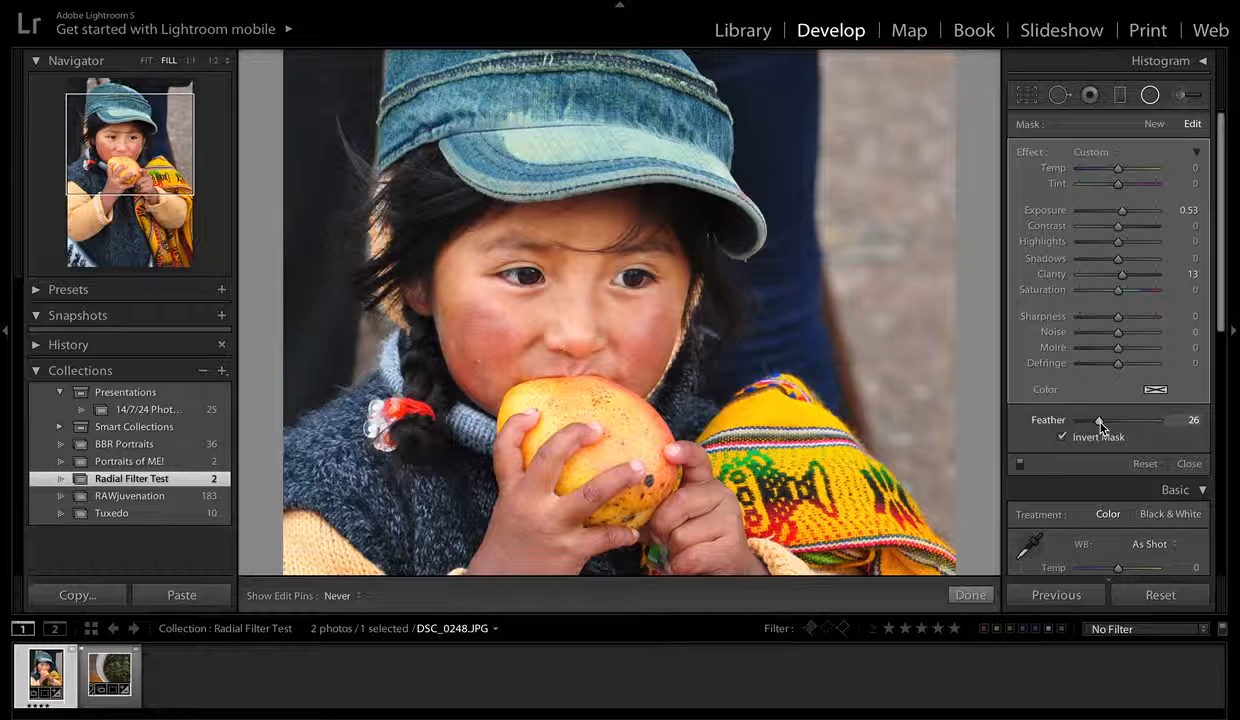 Lr
Adobe Lightroom 5
Get started with Lightroom mobile
Library | Develop | Map | Book | Slideshow | Print | Web
Navigator FIT FILL 1:1 1:2
Histogram
Mask : New Edit
Effect : Custom
Temp 0
Tint 0
Exposure 0.53
Contrast 0
Highlights 0
Shadows 0
Clarity 13
Saturation 0
Sharpness 0
Noise 0
Moire 0
Defringe 0
Color
Feather 26
Invert Mask
Reset Close
Basic
Treatment : Color Black & White
WB : As Shot
Temp 0
Previous Reset
Presets
Snapshots
History
Collections
Presentations
14/7/24 Phot... 25
Smart Collections
BBR Portraits 36
Portraits of ME! 2
Radial Filter Test 2
RAWjuvenation 183
Tuxedo 10
Copy... Paste
Show Edit Pins : Never
Done
1 2 Collection : Radial Filter Test 2 photos / 1 selected / DSC_0248.JPG
Filter : No Filter